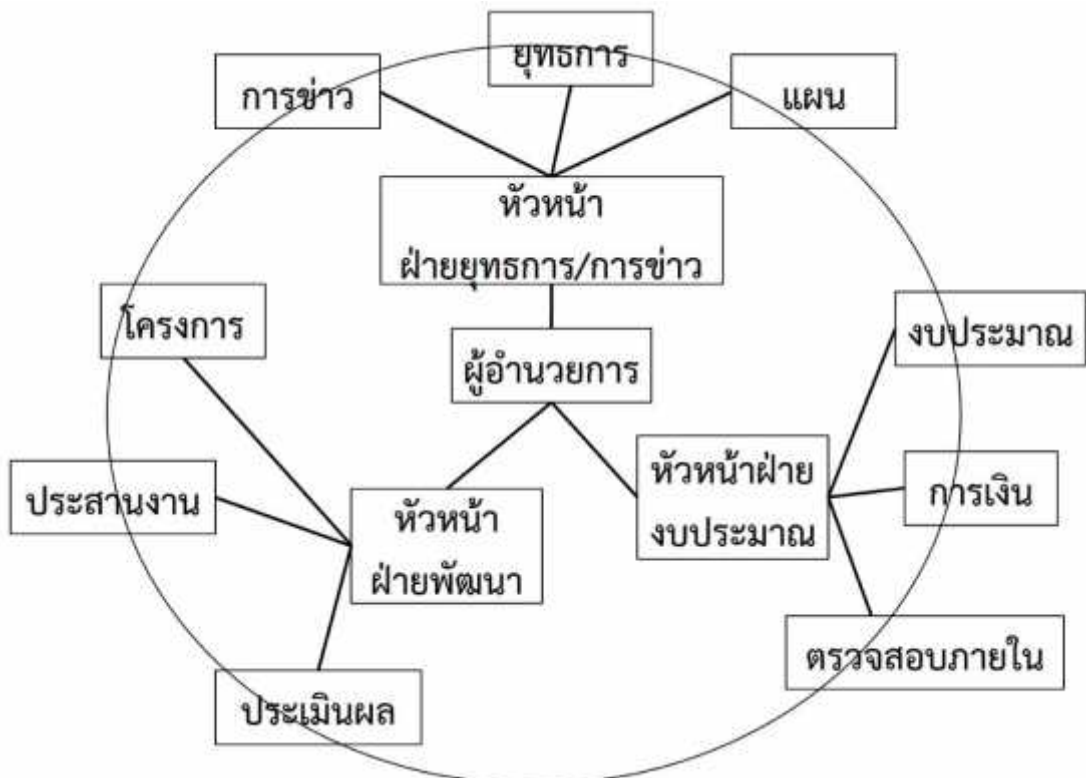 ยุทธการ
การข่าว
แผน
หัวหน้า
ฝ่ายยุทธการ/การข่าว
โครงการ
งบประมาณ
ผู้อำนวยการ
หัวหน้าฝ่าย
งบประมาณ
การเงิน
ประสานงาน
หัวหน้า
ฝ่ายพัฒนา
ตรวจสอบภายใน
ประเมินผล